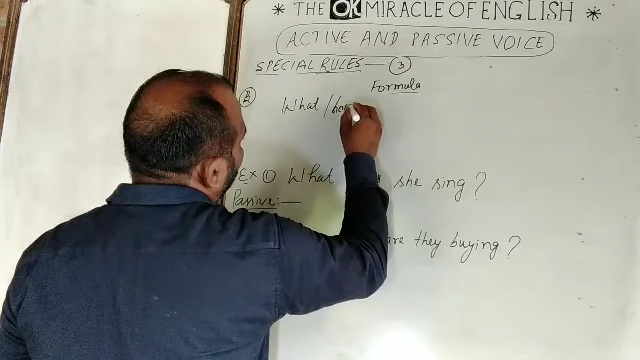 * THE OK MIRACLE OF ENGLISH *
ACTIVE AND PASSIVE VOICE
SPECIAL RULES — 3
Formula
What /
Ex ① What she sing ?
Passive:—
are they buying ?